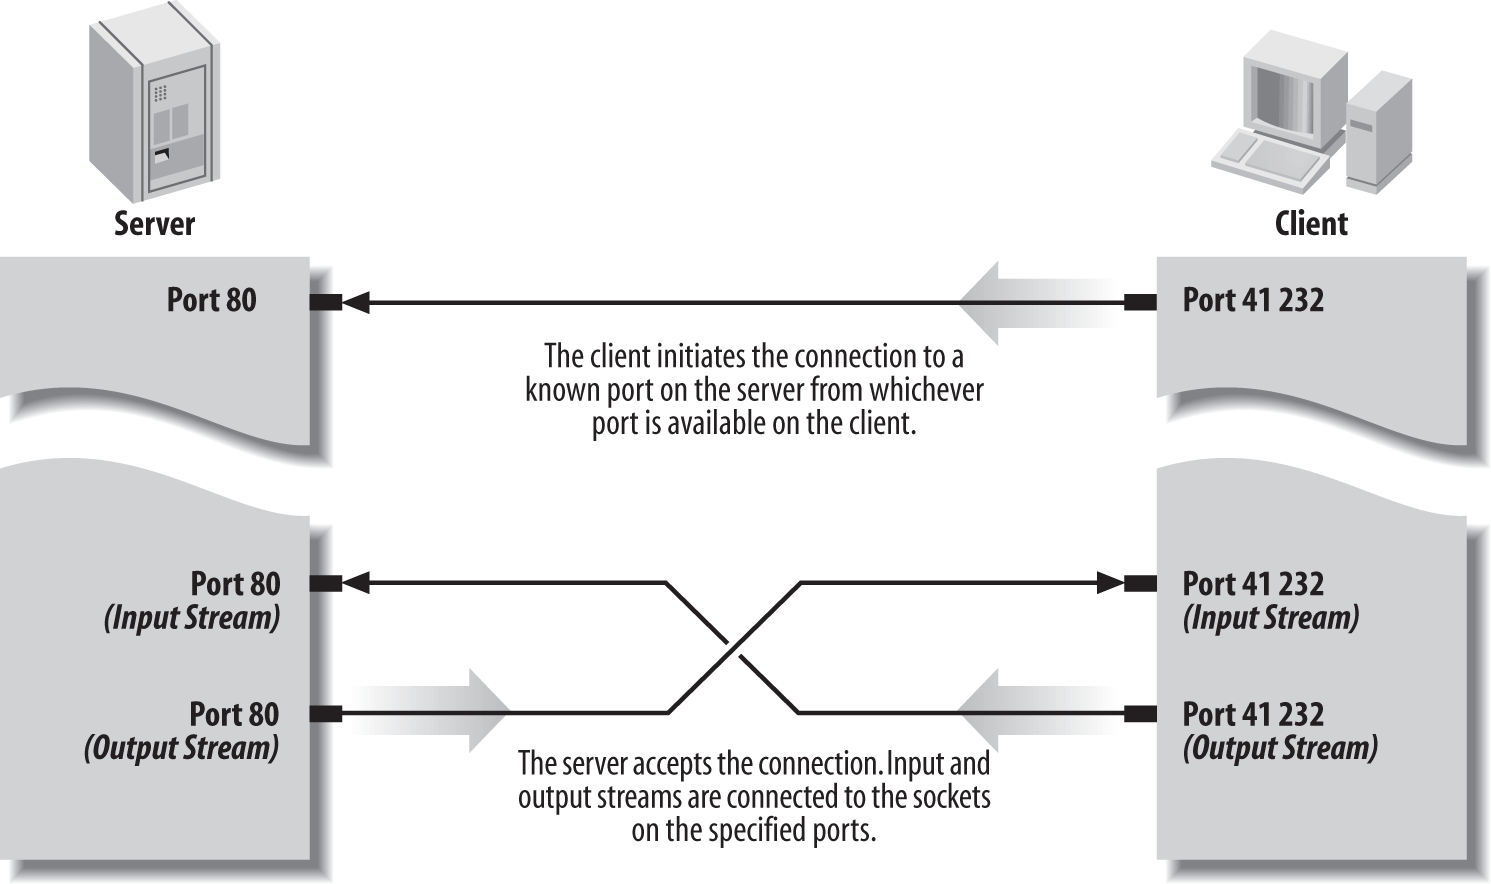 Server
Client
Port 80
Port 41 232
The client initiates the connection to a
known port on the server from whichever
port is available on the client.
Port 80
(Input Stream)
Port 41 232
(Input Stream)
Port 80
(Output Stream)
Port 41 232
(Output Stream)
The server accepts the connection. Input and
output streams are connected to the sockets
on the specified ports.